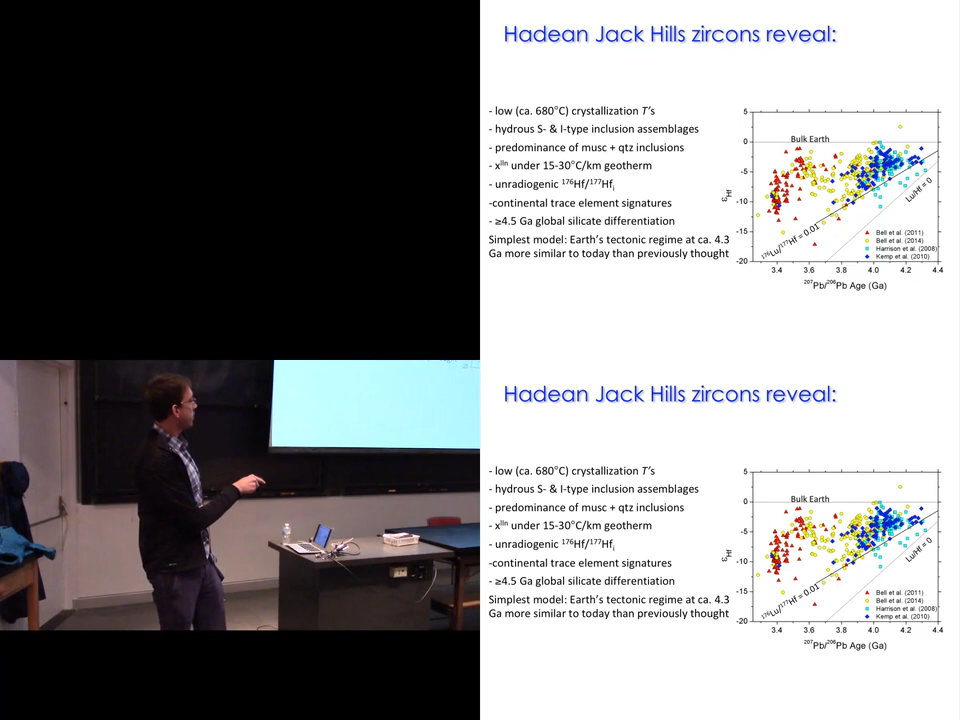 Hadean Jack Hills zircons reveal:
- low (ca. 680°C) crystallization T's
- hydrous S- & I-type inclusion assemblages
- predominance of musc + qtz inclusions
- xˡˡⁿ under 15-30°C/km geotherm
- unradiogenic ¹⁷⁶Hf/¹⁷⁷Hfᵢ
-continental trace element signatures
- ≥4.5 Ga global silicate differentiation
Simplest model: Earth's tectonic regime at ca. 4.3
Ga more similar to today than previously thought
5
0
-5
-10
-15
-20
εHf
Bulk Earth
Lu/Hf = 0
¹⁷⁶Lu/¹⁷⁷Hf = 0.01
Bell et al. (2011)
Bell et al. (2014)
Harrison et al. (2008)
Kemp et al. (2010)
3.4 3.6 3.8 4.0 4.2 4.4
²⁰⁷Pb/²⁰⁶Pb Age (Ga)
Hadean Jack Hills zircons reveal:
- low (ca. 680°C) crystallization T's
- hydrous S- & I-type inclusion assemblages
- predominance of musc + qtz inclusions
- xˡˡⁿ under 15-30°C/km geotherm
- unradiogenic ¹⁷⁶Hf/¹⁷⁷Hfᵢ
-continental trace element signatures
- ≥4.5 Ga global silicate differentiation
Simplest model: Earth's tectonic regime at ca. 4.3
Ga more similar to today than previously thought
5
0
-5
-10
-15
-20
εHf
Bulk Earth
Lu/Hf = 0
¹⁷⁶Lu/¹⁷⁷Hf = 0.01
Bell et al. (2011)
Bell et al. (2014)
Harrison et al. (2008)
Kemp et al. (2010)
3.4 3.6 3.8 4.0 4.2 4.4
²⁰⁷Pb/²⁰⁶Pb Age (Ga)